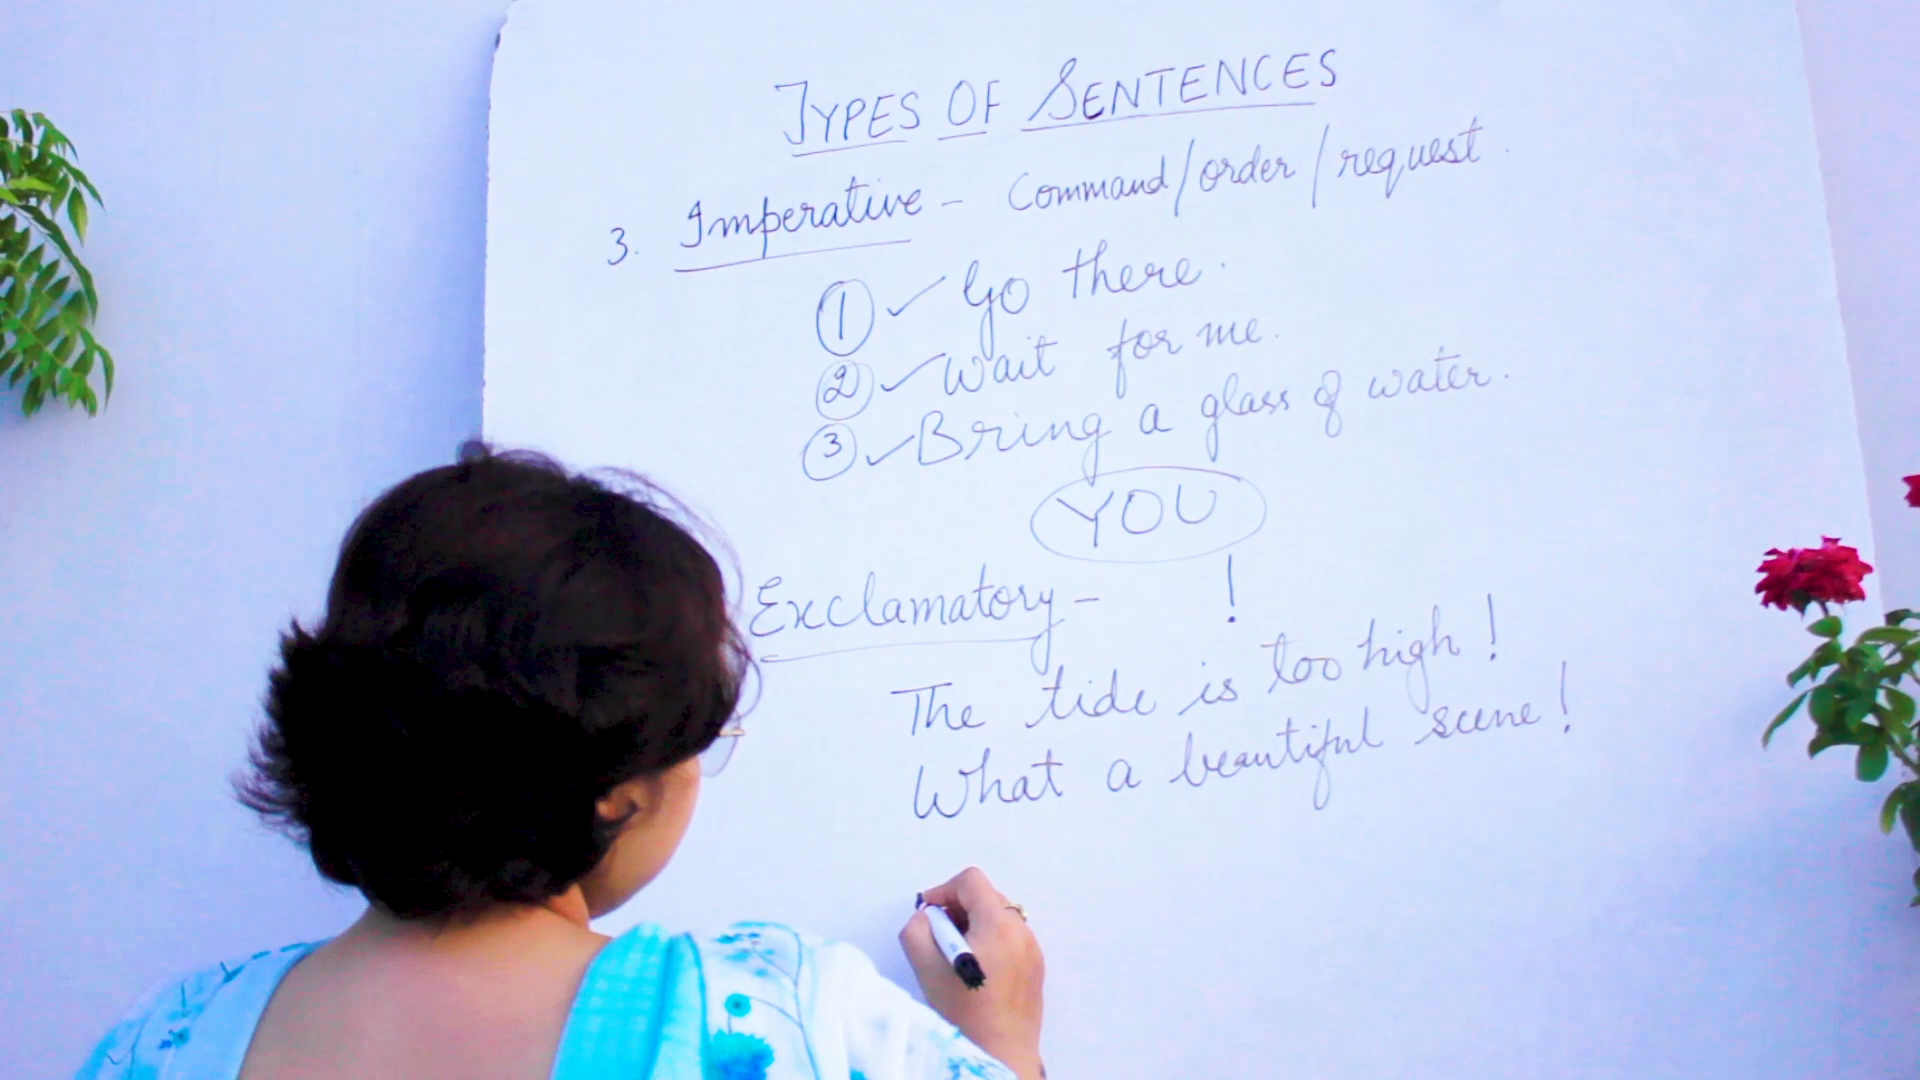 TYPES OF SENTENCES
3. Imperative - Command/order/request.
1 ✓ Go there.
2 ✓ Wait for me.
3 ✓ Bring a glass of water.
YOU
Exclamatory - !
The tide is too high!
What a beautiful scene!